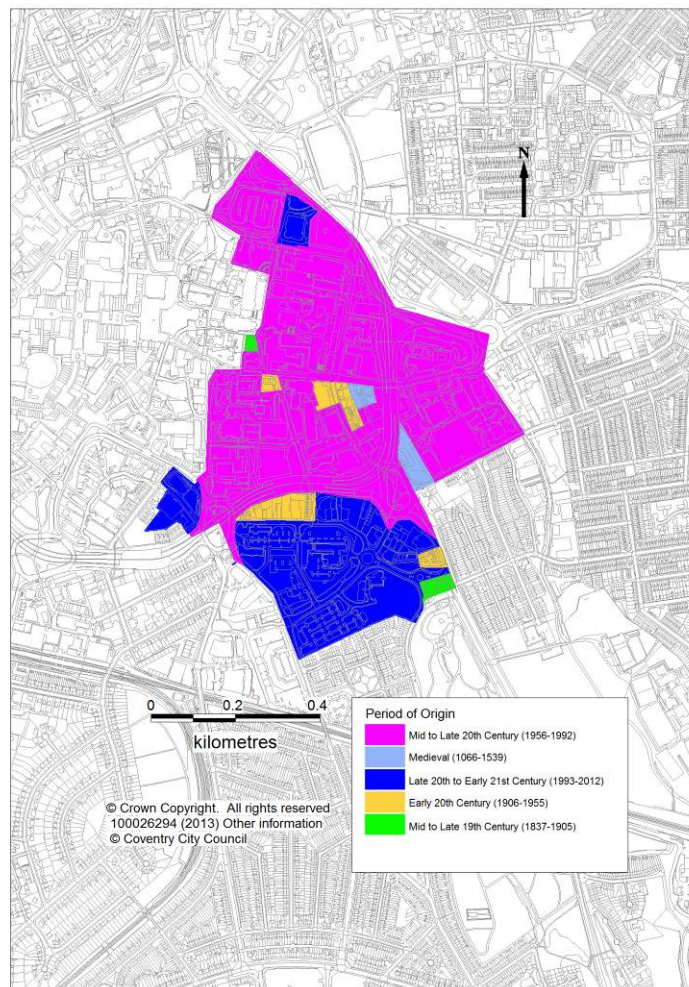 N
0 0.2 0.4
kilometres
Period of Origin
Mid to Late 20th Century (1956-1992)
Medieval (1066-1539)
Late 20th to Early 21st Century (1993-2012)
Early 20th Century (1906-1955)
Mid to Late 19th Century (1837-1905)
© Crown Copyright. All rights reserved
100026294 (2013) Other information
© Coventry City Council